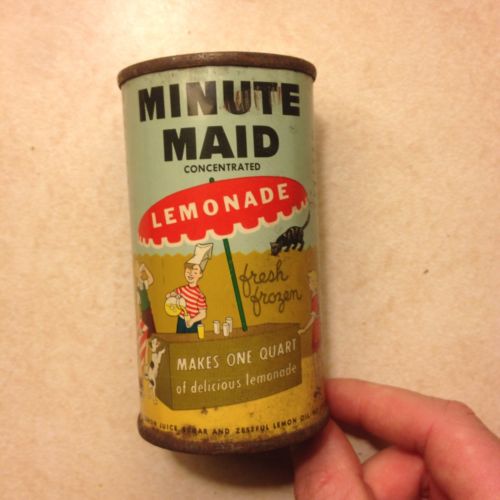 MINUTE
MAID
CONCENTRATED
LEMONADE
fresh
frozen
MAKES ONE QUART
of delicious lemonade
JUICE, SUGAR AND ZESTFUL LEMON OIL